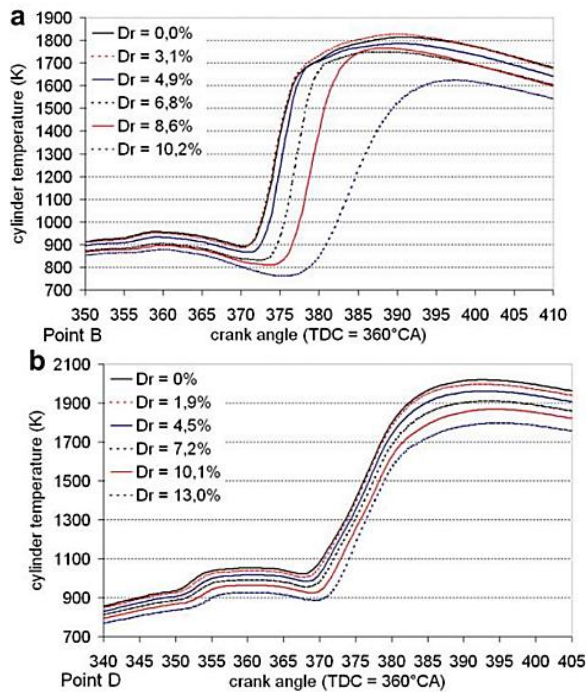 a
cylinder temperature (K)
1900
1800
1700
1600
1500
1400
1300
1200
1100
1000
900
800
700
Dr = 0,0%
Dr = 3,1%
Dr = 4,9%
Dr = 6,8%
Dr = 8,6%
Dr = 10,2%
350 355 360 365 370 375 380 385 390 395 400 405 410
Point B crank angle (TDC = 360°CA)
b
cylinder temperature (K)
2100
1900
1700
1500
1300
1100
900
700
Dr = 0%
Dr = 1,9%
Dr = 4,5%
Dr = 7,2%
Dr = 10,1%
Dr = 13,0%
340 345 350 355 360 365 370 375 380 385 390 395 400 405
Point D crank angle (TDC = 360°CA)